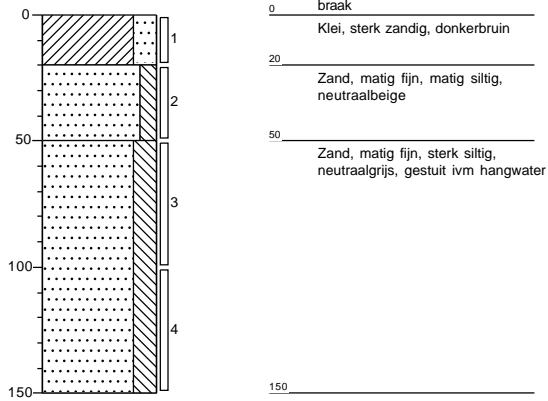 braak
0
0
Klei, sterk zandig, donkerbruin
1
20
Zand, matig fijn, matig siltig,
neutraalbeige
2
50
50
Zand, matig fijn, sterk siltig,
neutraalgrijs, gestuit ivm hangwater
3
100
4
150
150